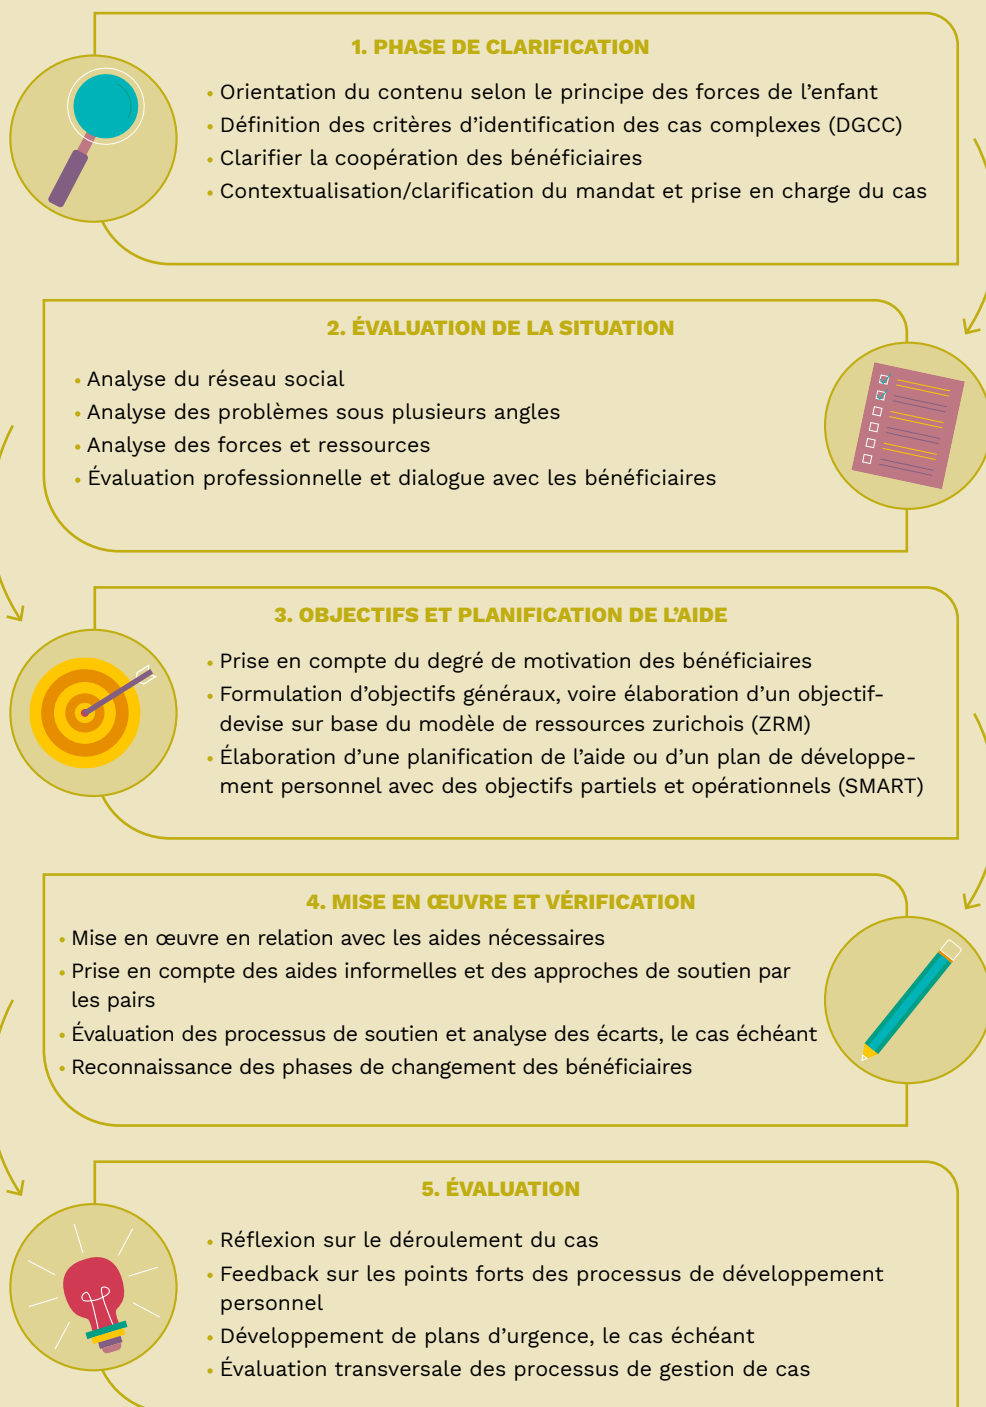 1. PHASE DE CLARIFICATION
• Orientation du contenu selon le principe des forces de l’enfant
• Définition des critères d’identification des cas complexes (DGCC)
• Clarifier la coopération des bénéficiaires
• Contextualisation/clarification du mandat et prise en charge du cas
2. ÉVALUATION DE LA SITUATION
• Analyse du réseau social
• Analyse des problèmes sous plusieurs angles
• Analyse des forces et ressources
• Évaluation professionnelle et dialogue avec les bénéficiaires
3. OBJECTIFS ET PLANIFICATION DE L’AIDE
• Prise en compte du degré de motivation des bénéficiaires
• Formulation d’objectifs généraux, voire élaboration d’un objectif-
devise sur base du modèle de ressources zurichois (ZRM)
• Élaboration d’une planification de l’aide ou d’un plan de développe-
ment personnel avec des objectifs partiels et opérationnels (SMART)
4. MISE EN ŒUVRE ET VÉRIFICATION
• Mise en œuvre en relation avec les aides nécessaires
• Prise en compte des aides informelles et des approches de soutien par
les pairs
• Évaluation des processus de soutien et analyse des écarts, le cas échéant
• Reconnaissance des phases de changement des bénéficiaires
5. ÉVALUATION
• Réflexion sur le déroulement du cas
• Feedback sur les points forts des processus de développement
personnel
• Développement de plans d’urgence, le cas échéant
• Évaluation transversale des processus de gestion de cas